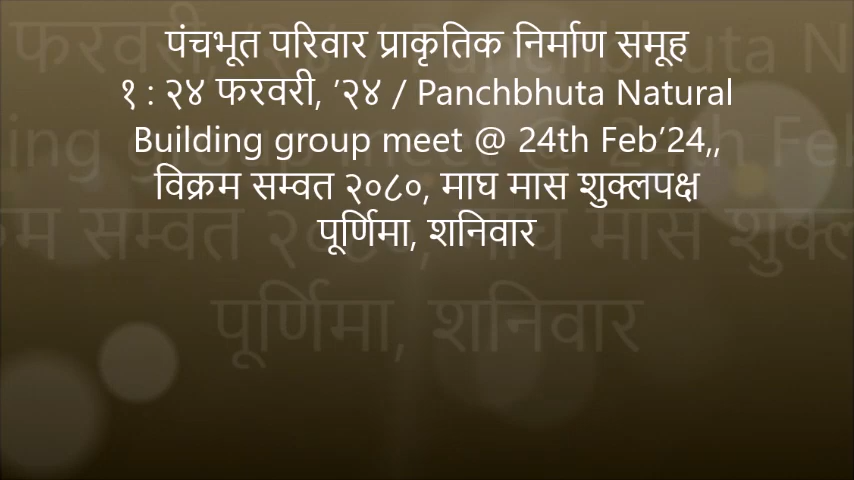 पंचभूत परिवार प्राकृतिक निर्माण समूह
१ : २४ फरवरी, ’२४ / Panchbhuta Natural
Building group meet @ 24th Feb’24,,
विक्रम सम्वत २०८०, माघ मास शुक्लपक्ष
पूर्णिमा, शनिवार